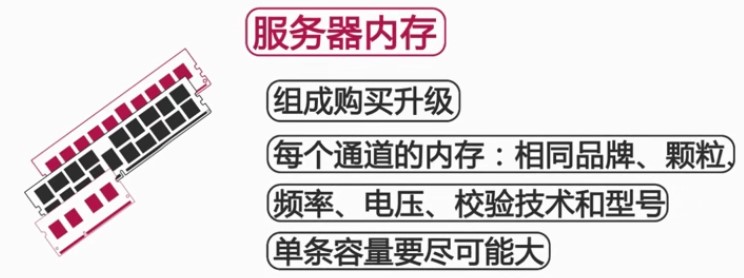 服务器内存
组成购买升级
每个通道的内存：相同品牌、颗粒、
频率、电压、校验技术和型号
单条容量要尽可能大